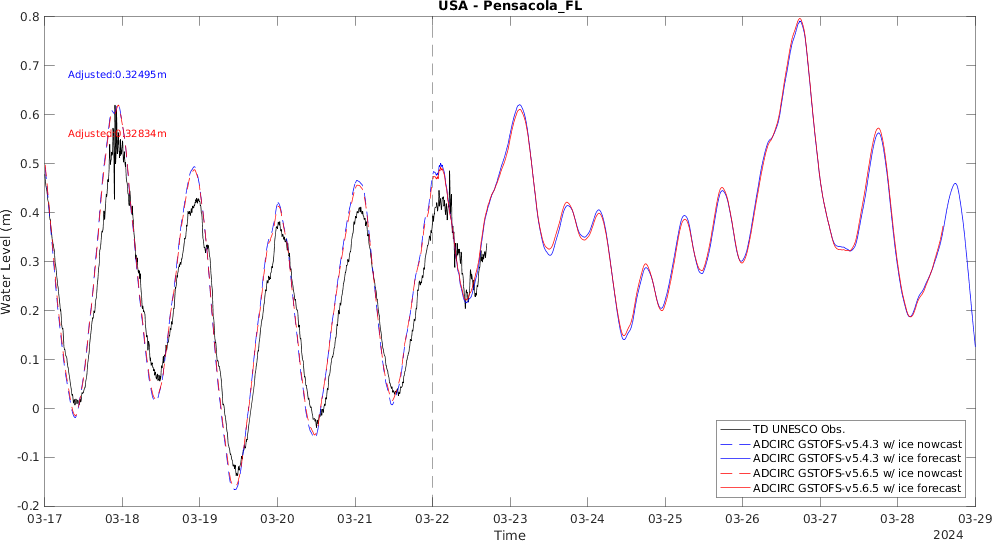 USA - Pensacola_FL
0.8
0.7
0.6
0.5
0.4
0.3
0.2
0.1
0
-0.1
-0.2
Water Level (m)
Adjusted:0.32495m
Adjusted:0.32834m
TD UNESCO Obs.
ADCIRC GSTOFS-v5.4.3 w/ ice nowcast
ADCIRC GSTOFS-v5.4.3 w/ ice forecast
ADCIRC GSTOFS-v5.6.5 w/ ice nowcast
ADCIRC GSTOFS-v5.6.5 w/ ice forecast
03-17 03-18 03-19 03-20 03-21 03-22 03-23 03-24 03-25 03-26 03-27 03-28 03-29
Time
2024